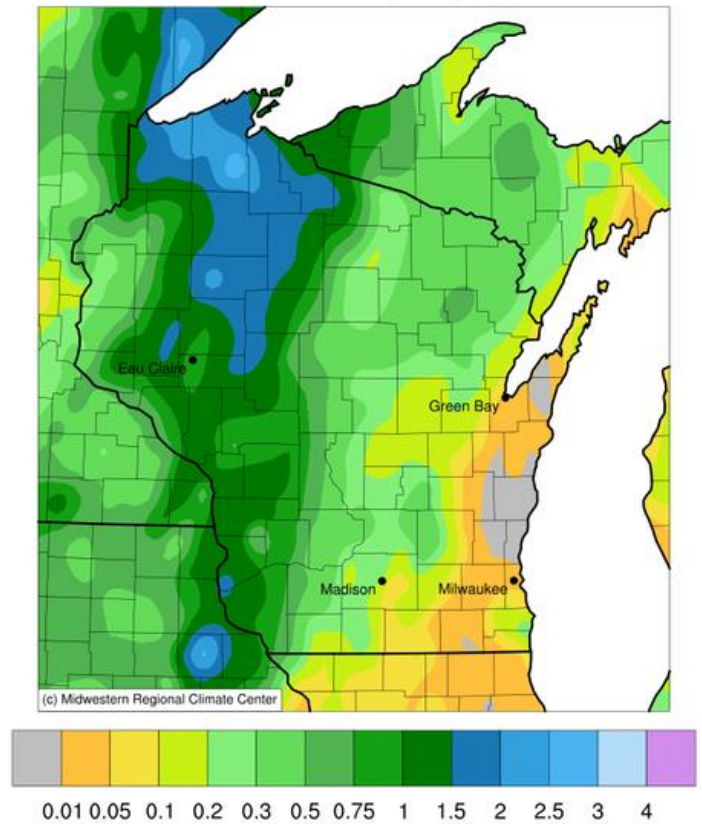 Eau Claire
Green Bay
Madison
Milwaukee
(c) Midwestern Regional Climate Center
0.01 0.05 0.1 0.2 0.3 0.5 0.75 1 1.5 2 2.5 3 4